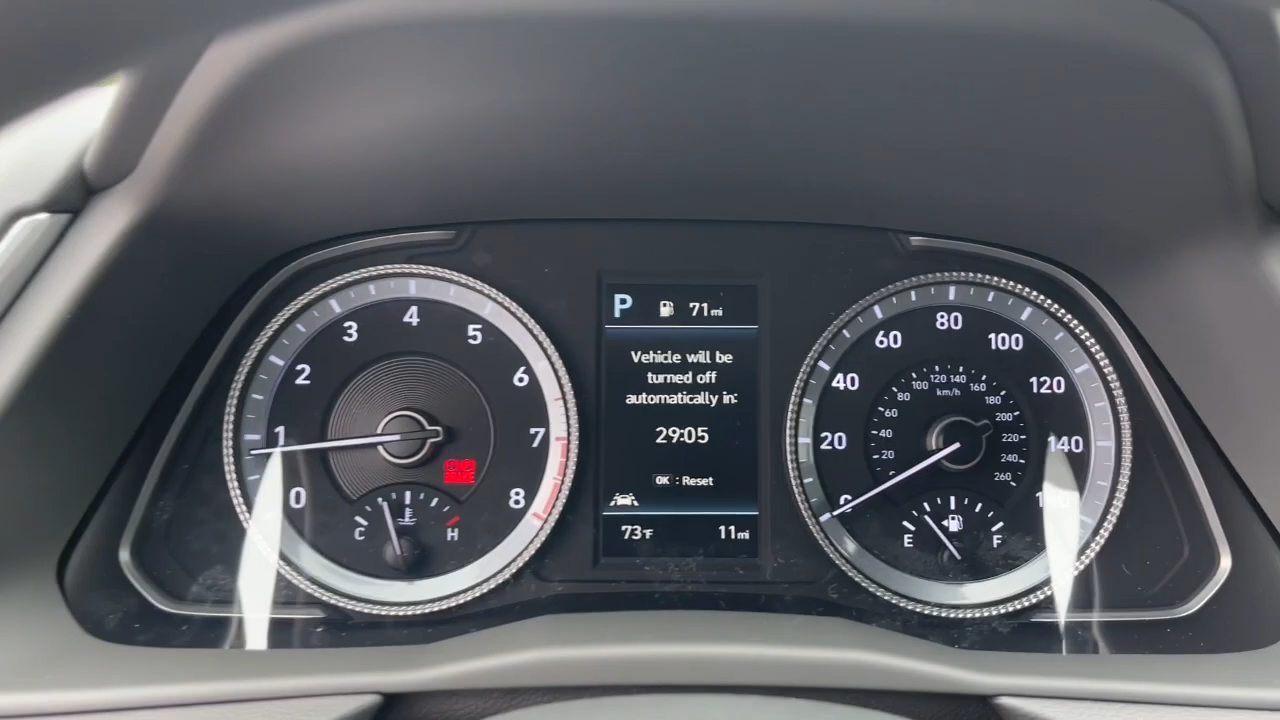 P 71mi
Vehicle will be
turned off
automatically in:
29:05
OK : Reset
73°F 11mi
0 1 2 3 4 5 6 7 8
C H
0 20 40 60 80 100 120 140
20 40 60 80 100 120 140 160 180 200 220 240 260
km/h
E F